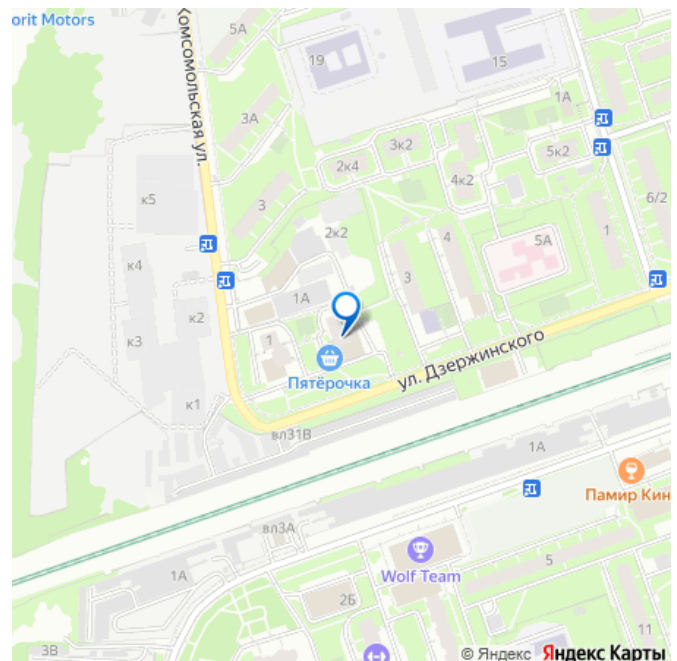 orit Motors
5А
Комсомольская ул.
19
15
3А
1А
3к2
2к4
5к2
4к2
к5
3
6/2
2к2
4
1
5А
к4
3
1А
к2
1
к3
Пятёрочка
ул. Дзержинского
к1
вл31В
1А
Памир Кин
вл3А
Wolf Team
5
1А
2Б
11
3В
© Яндекс Яндекс Карты